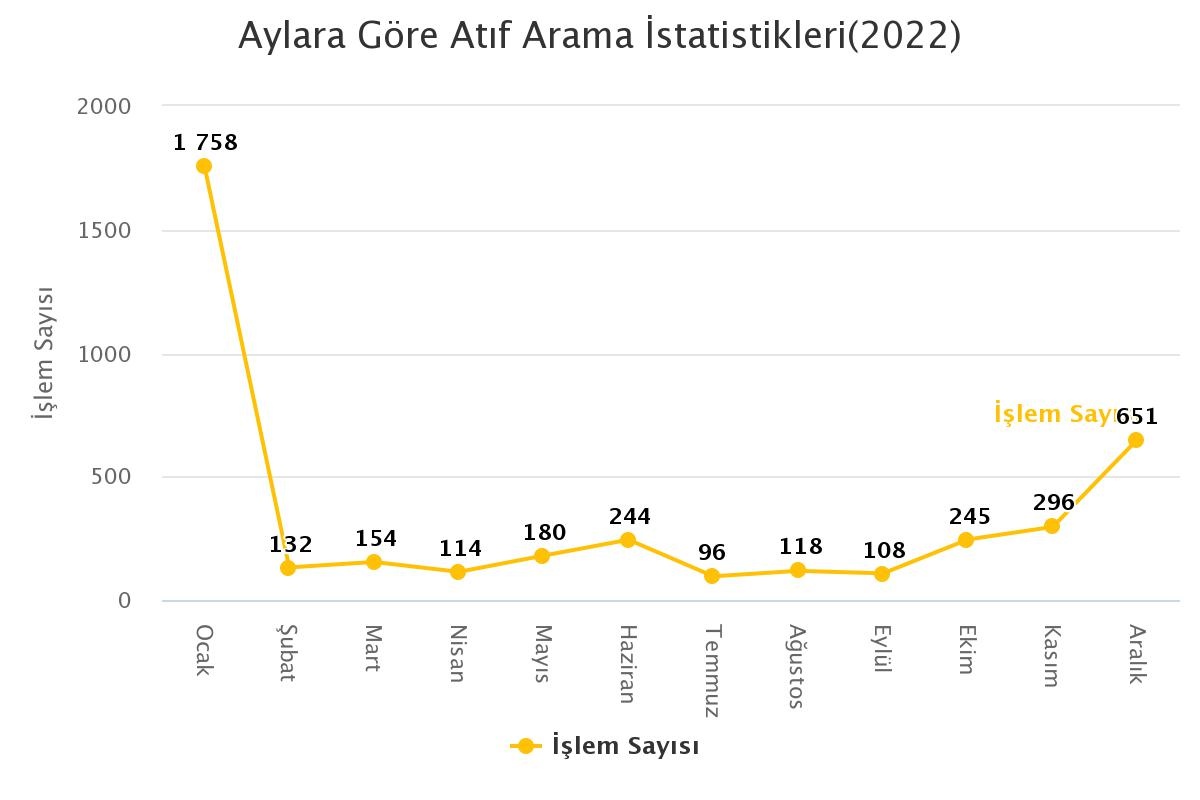 Aylara Göre Atıf Arama İstatistikleri(2022)
2000
1500
1000
500
0
İşlem Sayısı
1 758
132
154
114
180
244
96
118
108
245
296
651
İşlem Sayısı
Ocak
Şubat
Mart
Nisan
Mayıs
Haziran
Temmuz
Ağustos
Eylül
Ekim
Kasım
Aralık
İşlem Sayısı